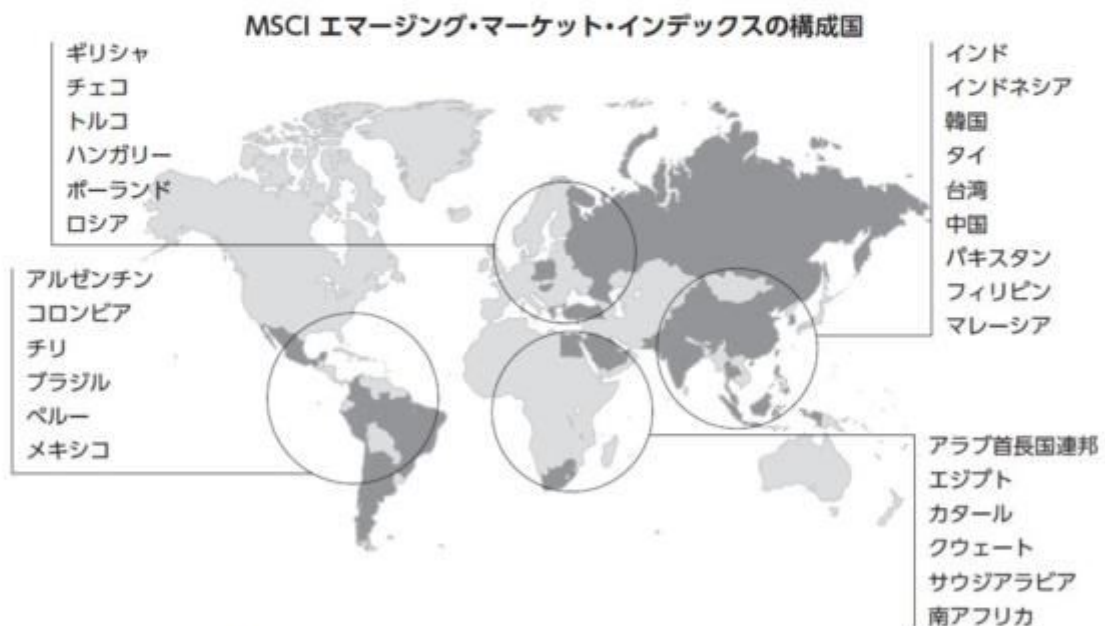 MSCI エマージング・マーケット・インデックスの構成国
ギリシャ
チェコ
トルコ
ハンガリー
ポーランド
ロシア
アルゼンチン
コロンビア
チリ
ブラジル
ペルー
メキシコ
インド
インドネシア
韓国
タイ
台湾
中国
パキスタン
フィリピン
マレーシア
アラブ首長国連邦
エジプト
カタール
クウェート
サウジアラビア
南アフリカ